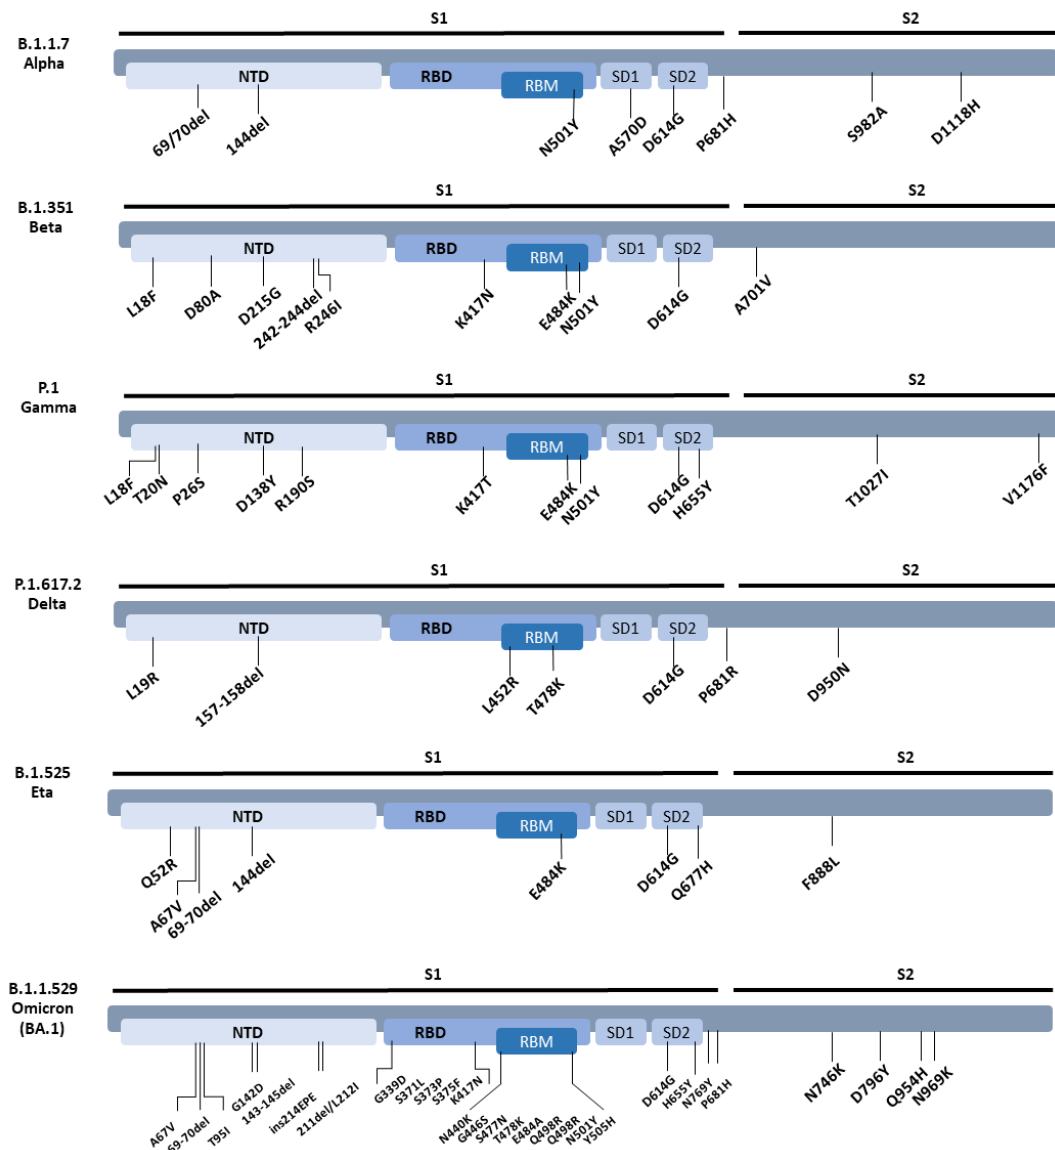 S1 S2
B.1.1.7
Alpha
NTD RBD RBM SD1 SD2
69/70del 144del N501Y A570D D614G P681H S982A D1118H
S1 S2
B.1.351
Beta
NTD RBD RBM SD1 SD2
L18F D80A D215G 242-244del R246I K417N E484K N501Y D614G A701V
S1 S2
P.1
Gamma
NTD RBD RBM SD1 SD2
L18F T20N P26S D138Y R190S K417T E484K N501Y D614G H655Y T1027I V1176F
S1 S2
P.1.617.2
Delta
NTD RBD RBM SD1 SD2
L19R 157-158del L452R T478K D614G P681R D950N
S1 S2
B.1.525
Eta
NTD RBD RBM SD1 SD2
Q52R A67V 69-70del 144del E484K D614G Q677H F888L
S1 S2
B.1.1.529
Omicron
(BA.1)
NTD RBD RBM SD1 SD2
A67V 69-70del T95I G142D 143-145del ins214EPE 211del/L212I G339D S371L S373P S375F K417N N440K G446S S477N T478K E484A Q498R Q498R N501Y Y505H D614G H655Y N769Y P681H N746K D796Y Q954H N969K